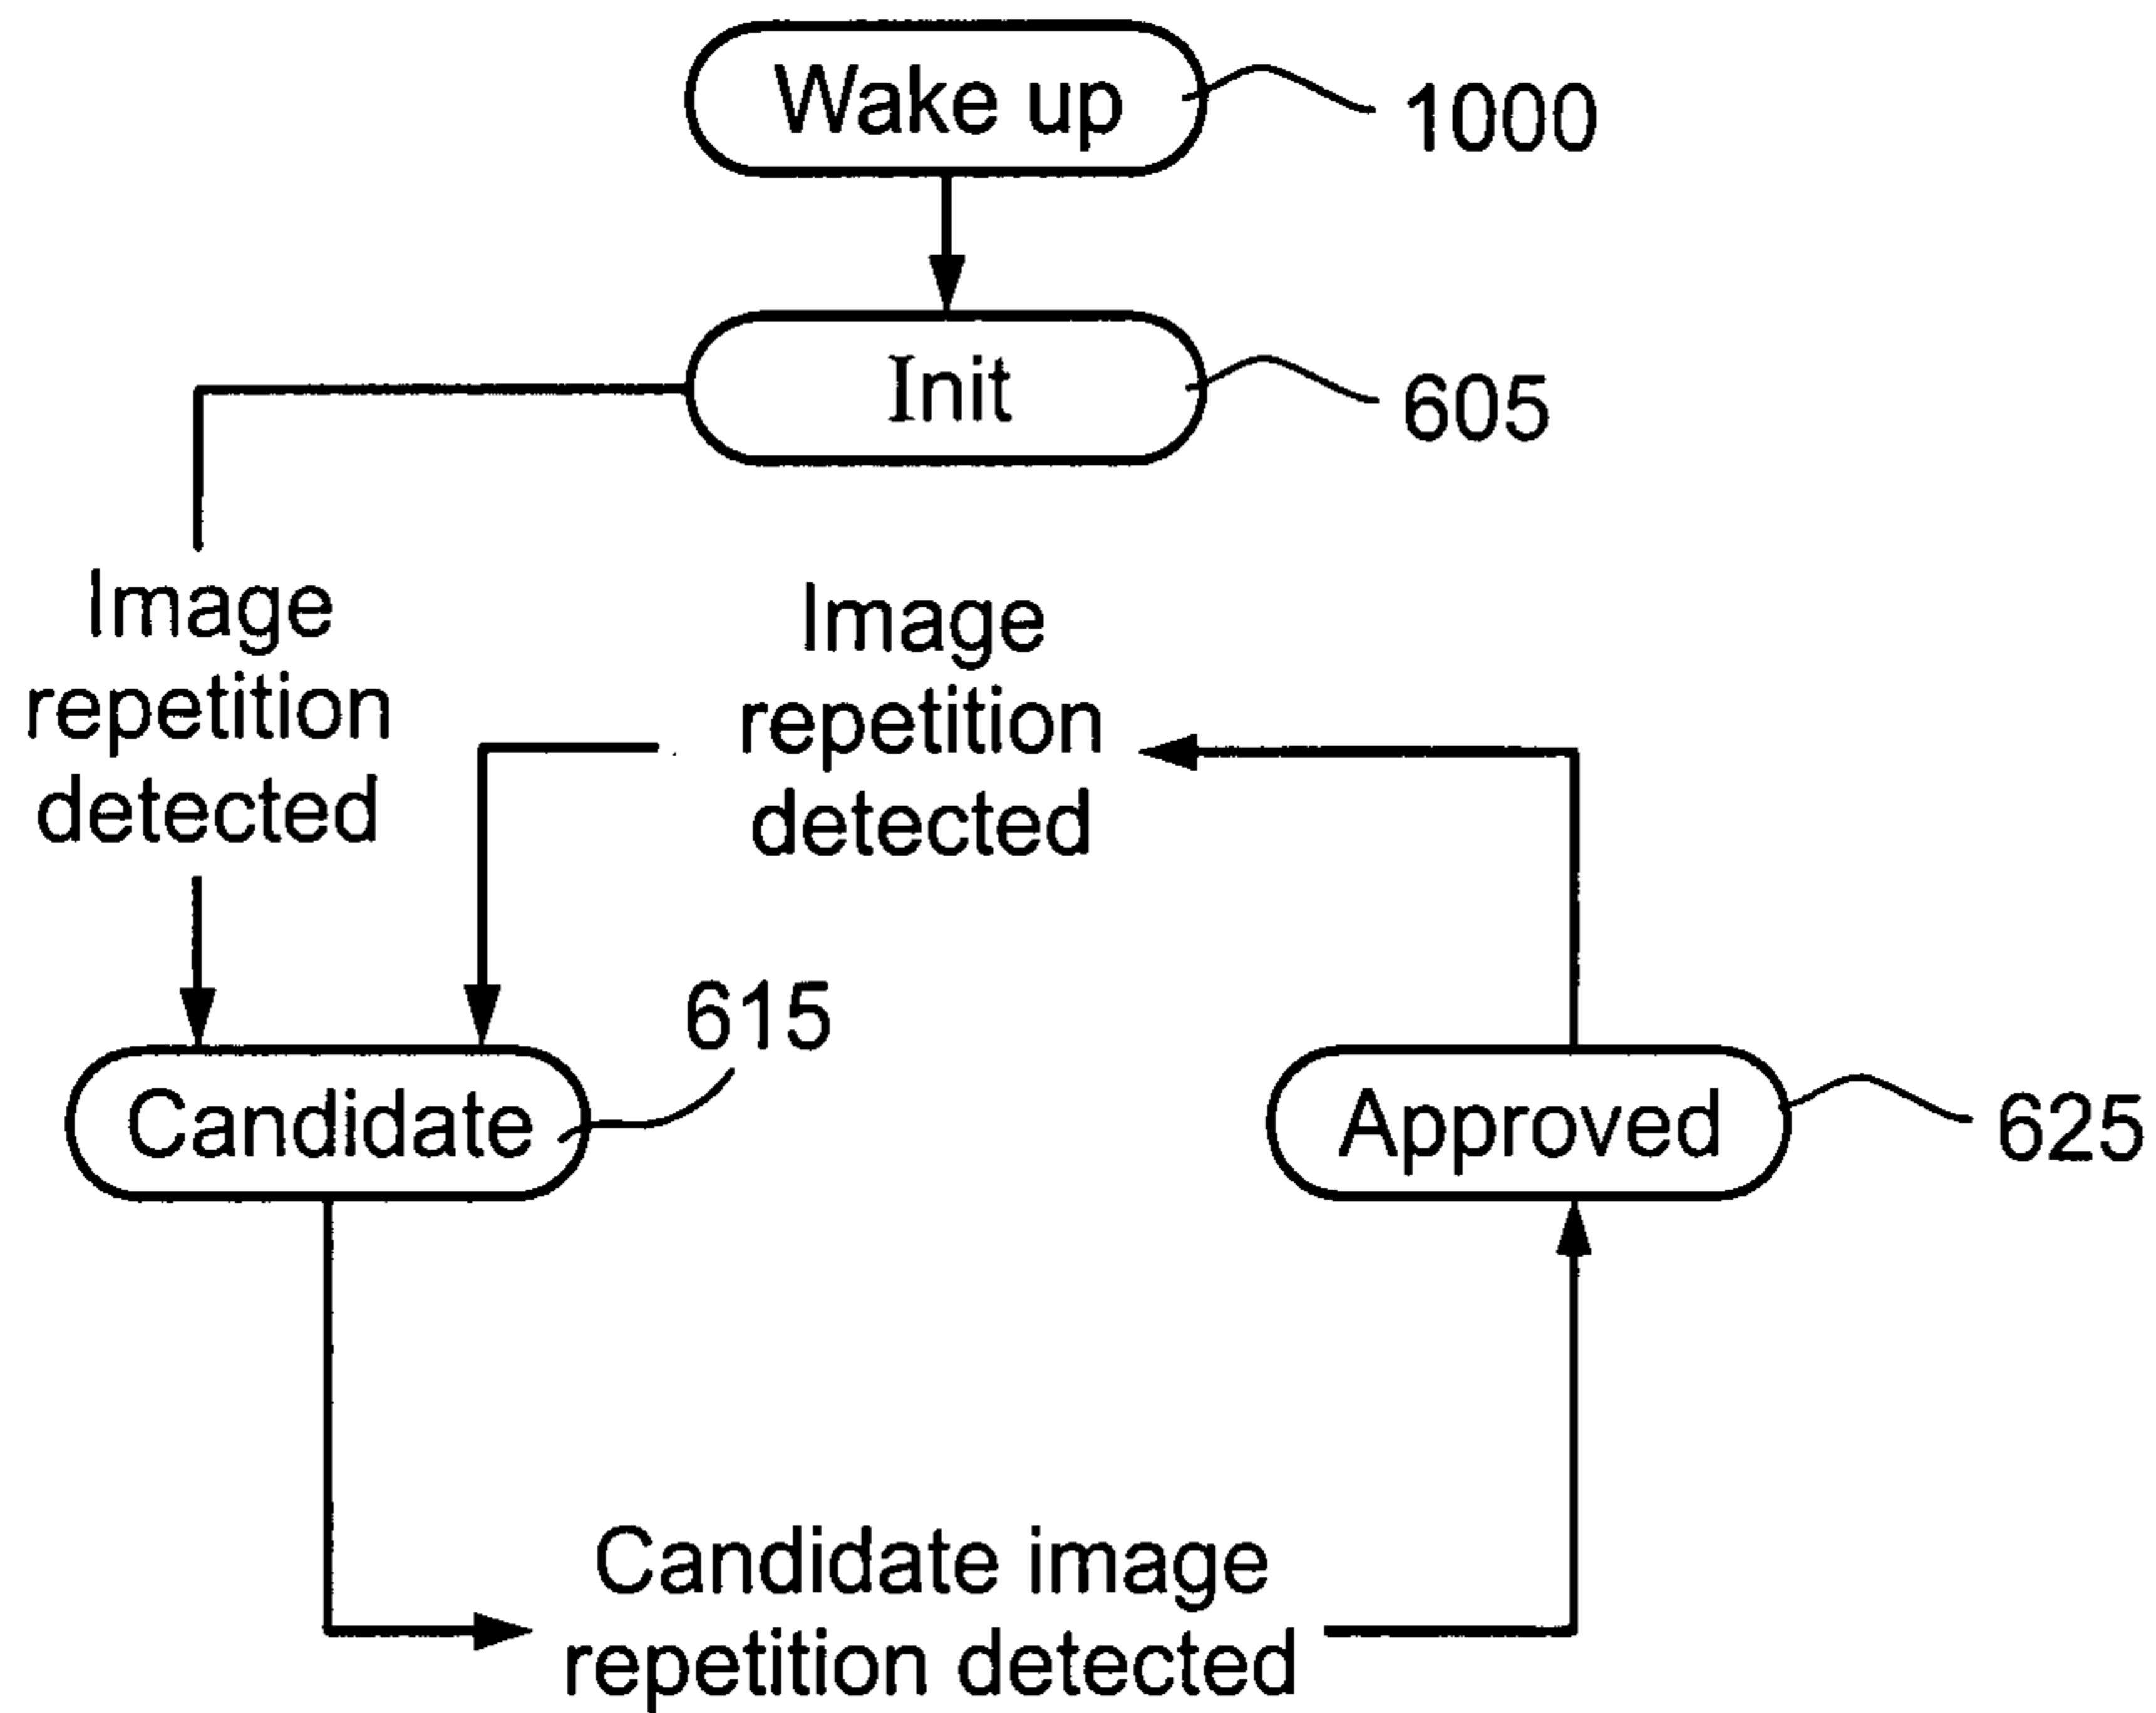 Wake up
1000
Init
605
Image
repetition
detected
Image
repetition
detected
615
Candidate
Approved
625
Candidate image
repetition detected